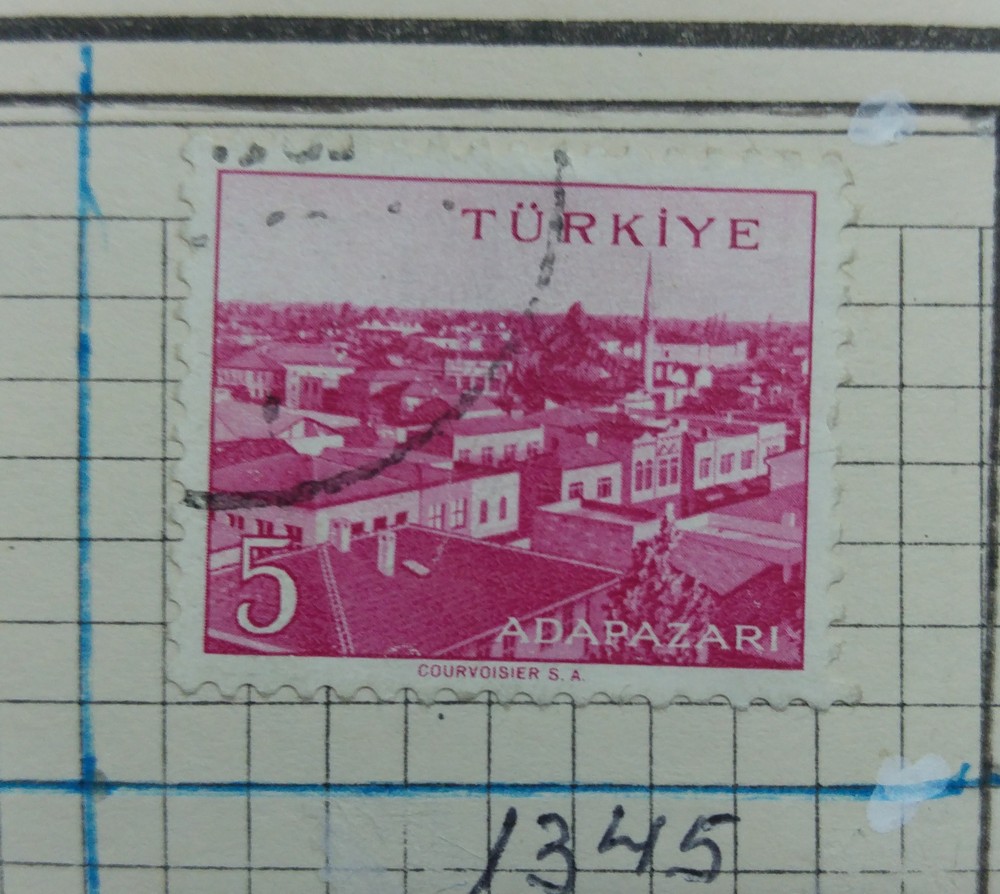 TÜRKİYE
5
ADAPAZARI
COURVOISIER S. A.
1345